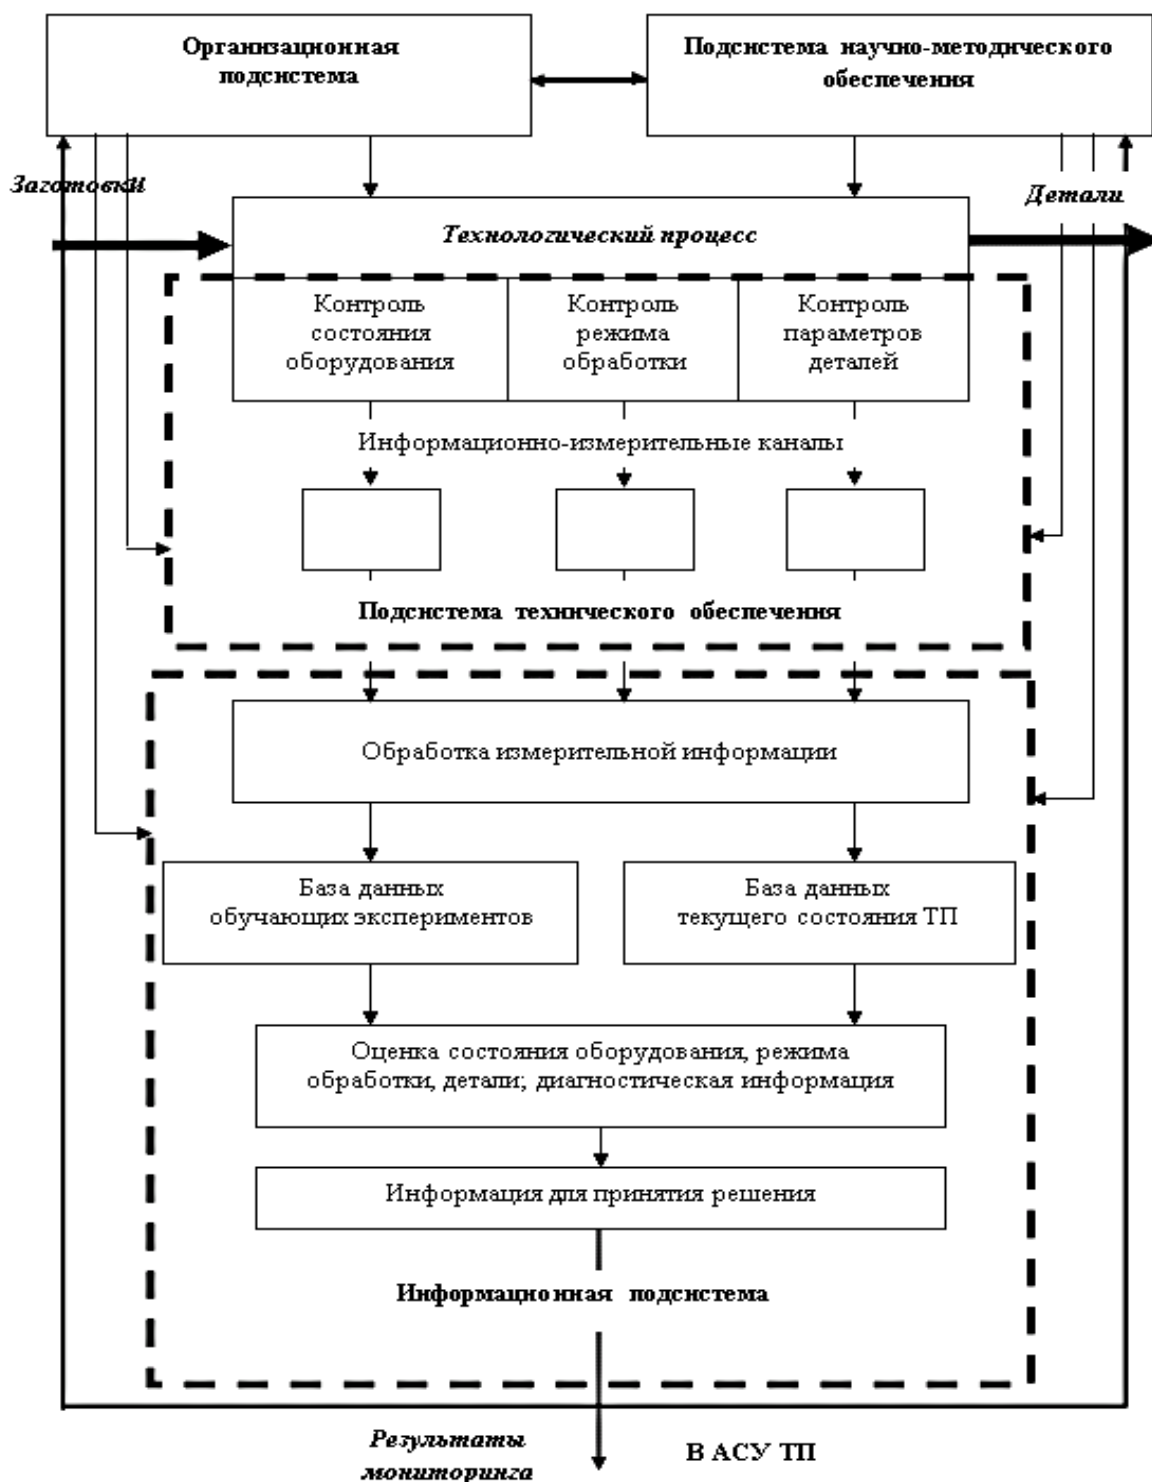 Организационная
подсистема
Подсистема научно-методического
обеспечения
Заготовки
Детали
Технологический процесс
Контроль
состояния
оборудования
Контроль
режима
обработки
Контроль
параметров
деталей
Информационно-измерительные каналы
Подсистема технического обеспечения
Обработка измерительной информации
База данных
обучающих экспериментов
База данных
текущего состояния ТП
Оценка состояния оборудования, режима
обработки, детали; диагностическая информация
Информация для принятия решения
Информационная подсистема
Результаты
мониторинга
В АСУ ТП